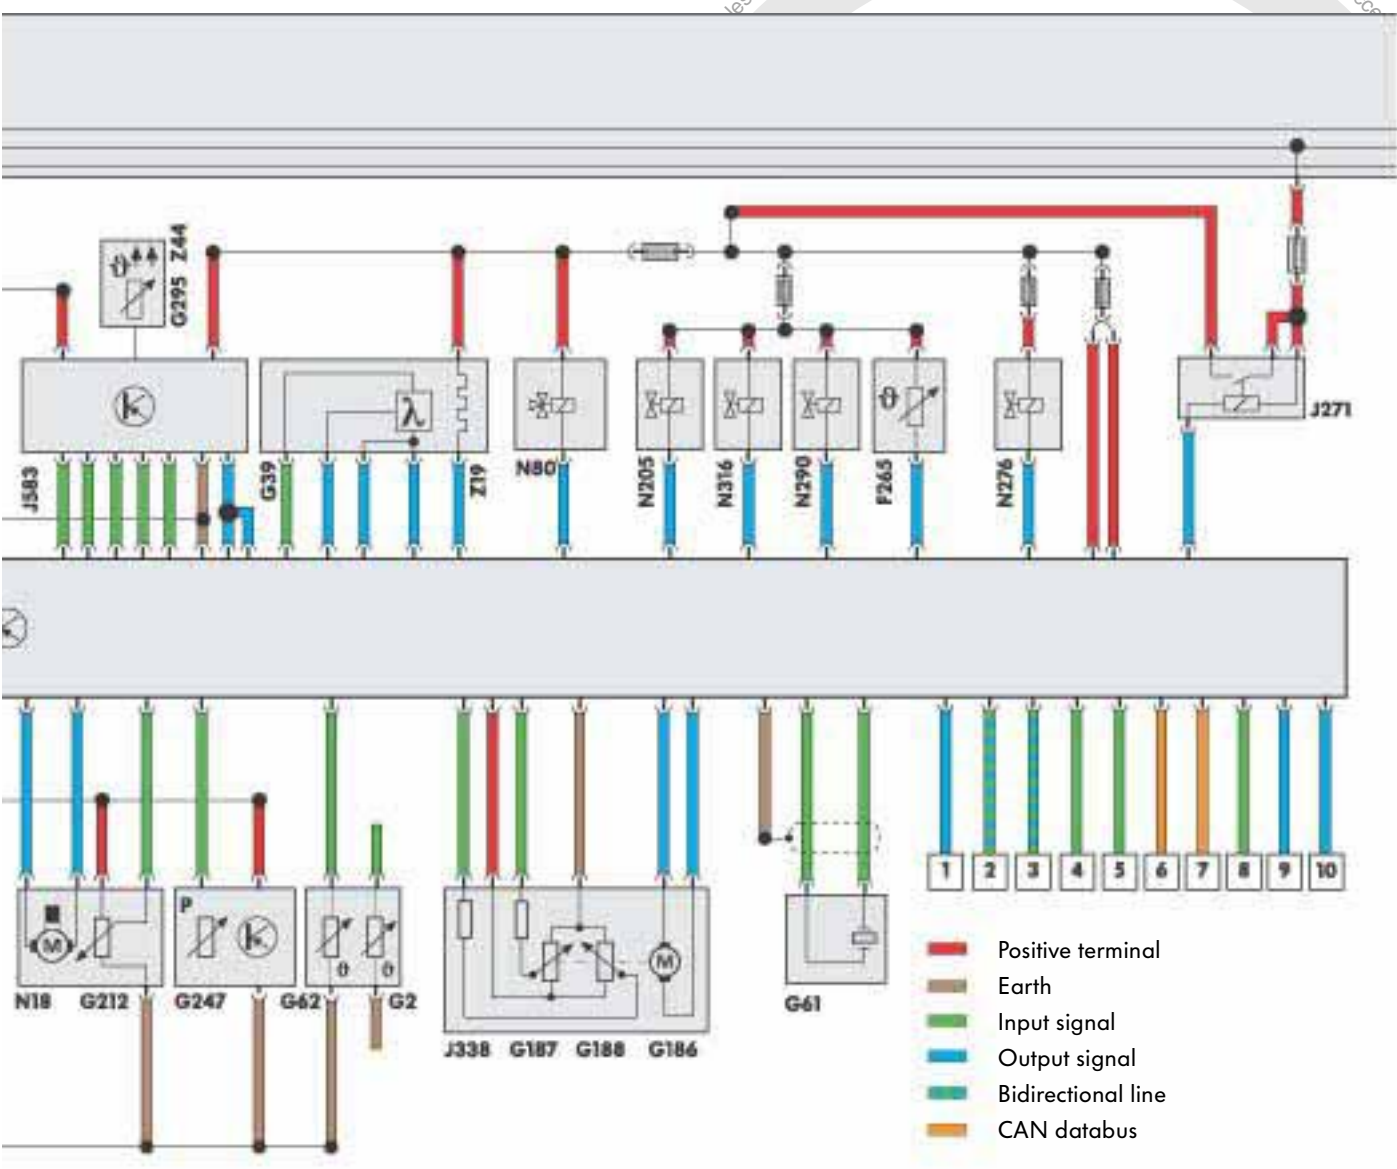 les
cce
Z44
G295
J271
J583
G39
λ
Z19
N80
N205
N316
N290
F265
N276
ϑ
ϑ
1 2 3 4 5 6 7 8 9 10
P
M
ϑ ϑ
M
N18 G212 G247 G62 G2
G61
J338 G187 G188 G186
Positive terminal
Earth
Input signal
Output signal
Bidirectional line
CAN databus